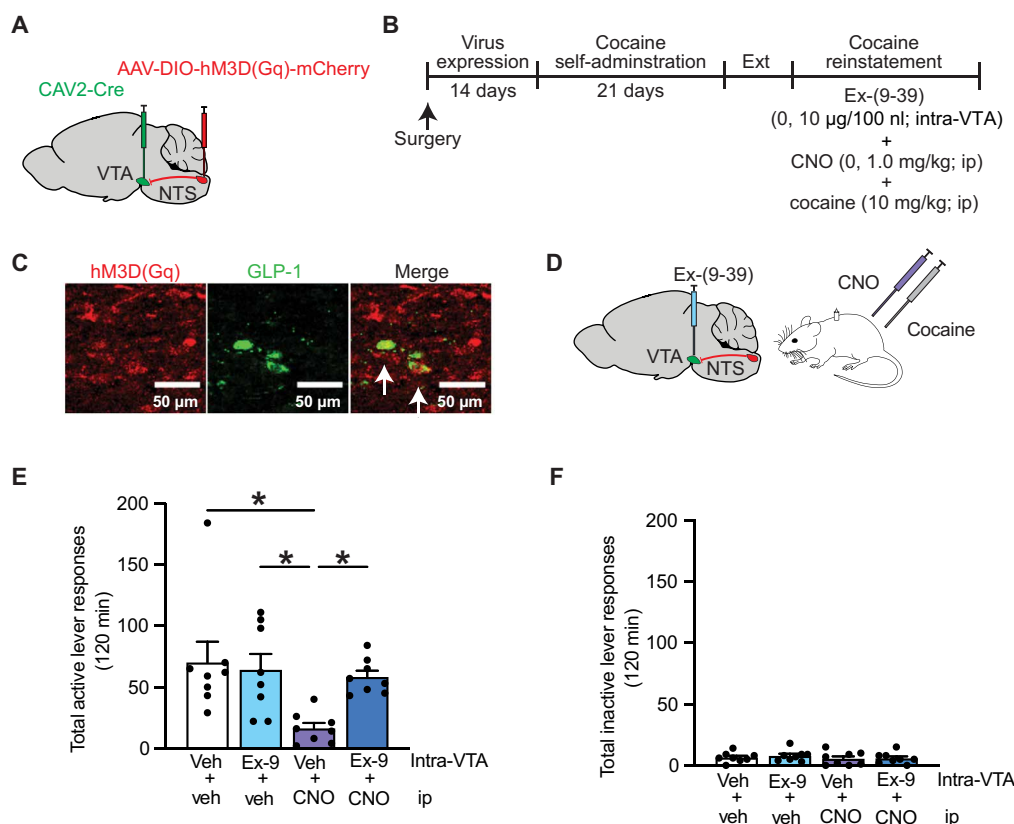 A
AAV-DIO-hM3D(Gq)-mCherry
CAV2-Cre
VTA
NTS
B
Virus expression
Cocaine self-adminstration
Ext
Cocaine reinstatement
14 days
21 days
Surgery
Ex-(9-39)
(0, 10 µg/100 nl; intra-VTA)
+
CNO (0, 1.0 mg/kg; ip)
+
cocaine (10 mg/kg; ip)
C
hM3D(Gq)
GLP-1
Merge
50 µm
50 µm
50 µm
D
Ex-(9-39)
CNO
Cocaine
VTA
NTS
E
Total active lever responses
(120 min)
200
150
100
50
0
*
*
*
Veh + veh
Ex-9 + veh
Veh + CNO
Ex-9 + CNO
Intra-VTA
ip
F
Total inactive lever responses
(120 min)
200
150
100
50
0
Veh + veh
Ex-9 + veh
Veh + CNO
Ex-9 + CNO
Intra-VTA
ip